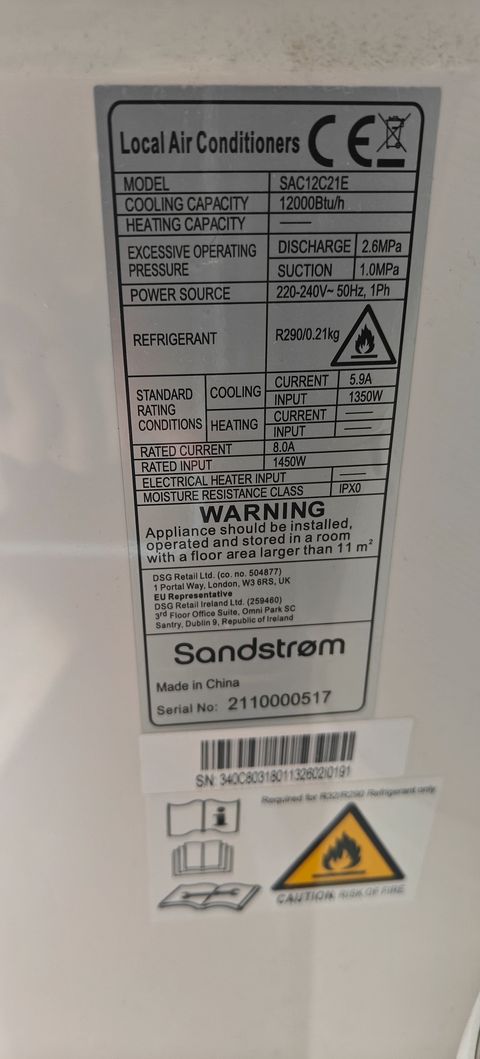 Local Air Conditioners CE
MODEL SAC12C21E
COOLING CAPACITY 12000Btu/h
HEATING CAPACITY ——
EXCESSIVE OPERATING PRESSURE DISCHARGE 2.6MPa
SUCTION 1.0MPa
POWER SOURCE 220-240V~ 50Hz, 1Ph
REFRIGERANT R290/0.21kg
STANDARD RATING CONDITIONS COOLING CURRENT 5.9A
INPUT 1350W
HEATING CURRENT ——
INPUT ——
RATED CURRENT 8.0A
RATED INPUT 1450W
ELECTRICAL HEATER INPUT ——
MOISTURE RESISTANCE CLASS IPX0
WARNING
Appliance should be installed,
operated and stored in a room
with a floor area larger than 11 m²
DSG Retail Ltd. (co. no. 504877)
1 Portal Way, London, W3 6RS, UK
EU Representative
DSG Retail Ireland Ltd. (259460)
3rd Floor Office Suite, Omni Park SC
Santry, Dublin 9, Republic of Ireland
Sandstrøm
Made in China
Serial No: 2110000517
SN: 340C8031801132602I0191
Required for R32/R290 Refrigerant only
CAUTION, RISK OF FIRE